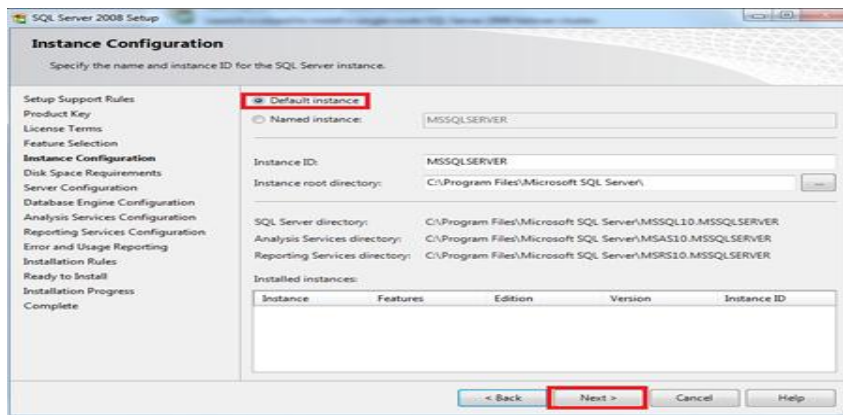 SQL Server 2008 Setup
Instance Configuration
Specify the name and instance ID for the SQL Server instance.
Setup Support Rules
Product Key
License Terms
Feature Selection
Instance Configuration
Disk Space Requirements
Server Configuration
Database Engine Configuration
Analysis Services Configuration
Reporting Services Configuration
Error and Usage Reporting
Installation Rules
Ready to Install
Installation Progress
Complete
Default instance
Named instance: MSSQLSERVER
Instance ID: MSSQLSERVER
Instance root directory: C:\Program Files\Microsoft SQL Server\ ...
SQL Server directory: C:\Program Files\Microsoft SQL Server\MSSQL10.MSSQLSERVER
Analysis Services directory: C:\Program Files\Microsoft SQL Server\MSAS10.MSSQLSERVER
Reporting Services directory: C:\Program Files\Microsoft SQL Server\MSRS10.MSSQLSERVER
Installed instances:
Instance Features Edition Version Instance ID
< Back Next > Cancel Help